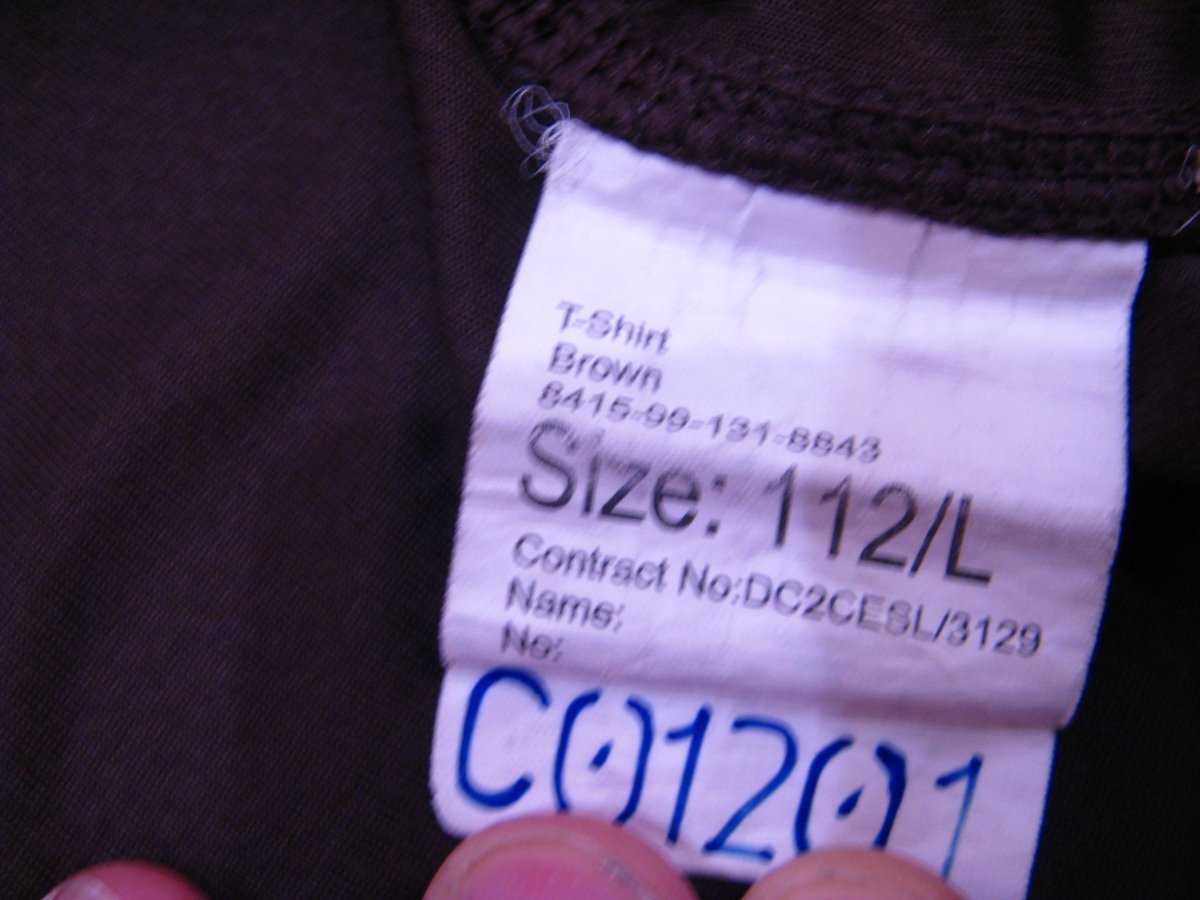 T-Shirt
Brown
8415-99-131-8843
Size: 112/L
Contract No:DC2CESL/3129
Name:
No:
C01201